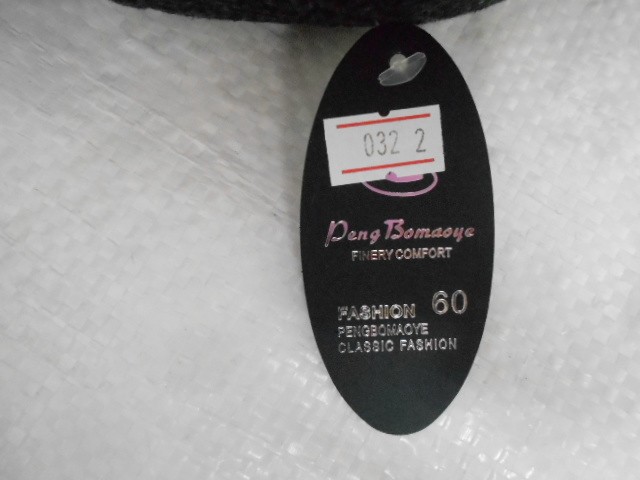 032 2
Peng Bomaoye
FINERY COMFORT
FASHION 60
PENGBOMAOYE
CLASSIC FASHION